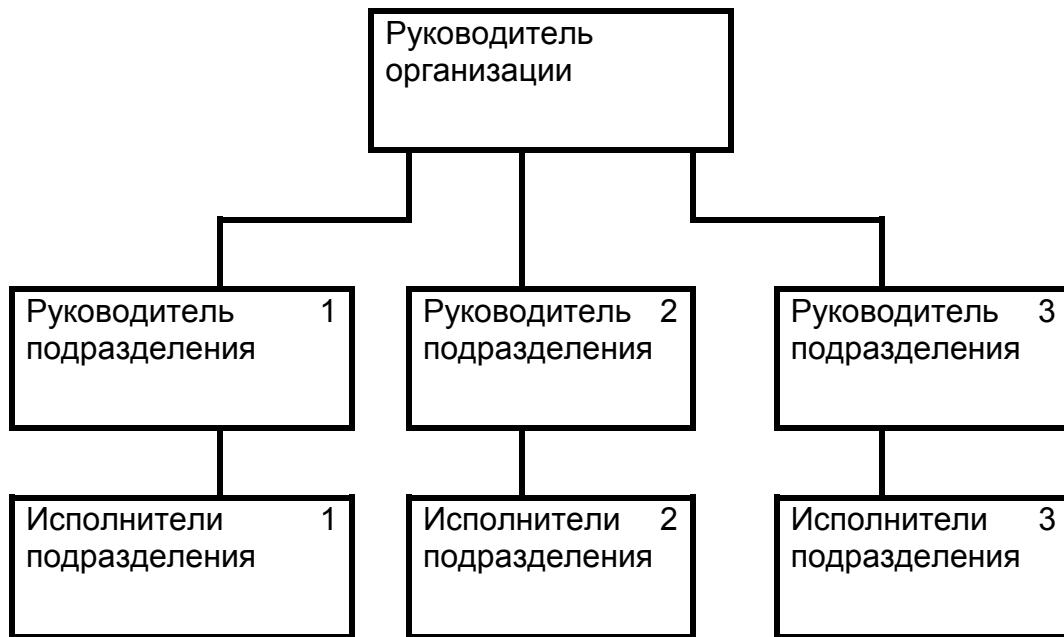 Руководитель
организации
Руководитель 1
подразделения
Руководитель 2
подразделения
Руководитель 3
подразделения
Исполнители 1
подразделения
Исполнители 2
подразделения
Исполнители 3
подразделения